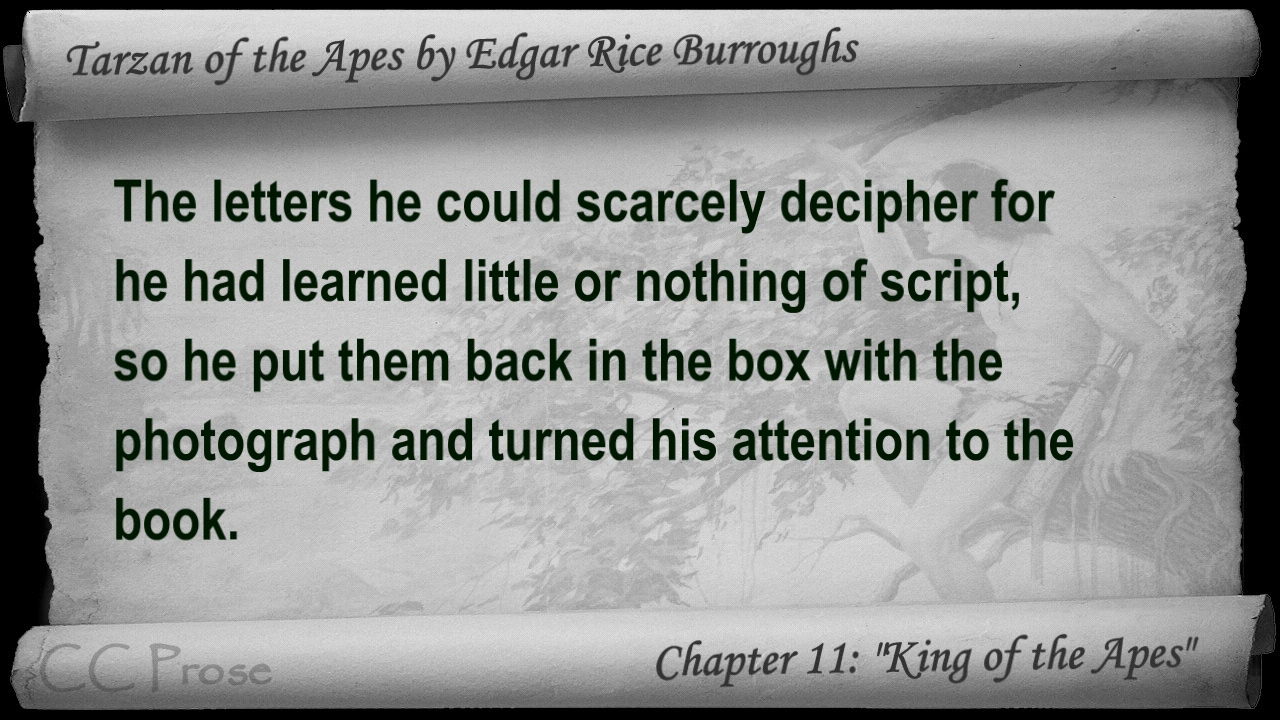 Tarzan of the Apes by Edgar Rice Burroughs
The letters he could scarcely decipher for
he had learned little or nothing of script,
so he put them back in the box with the
photograph and turned his attention to the
book.
CC Prose
Chapter 11: "King of the Apes"